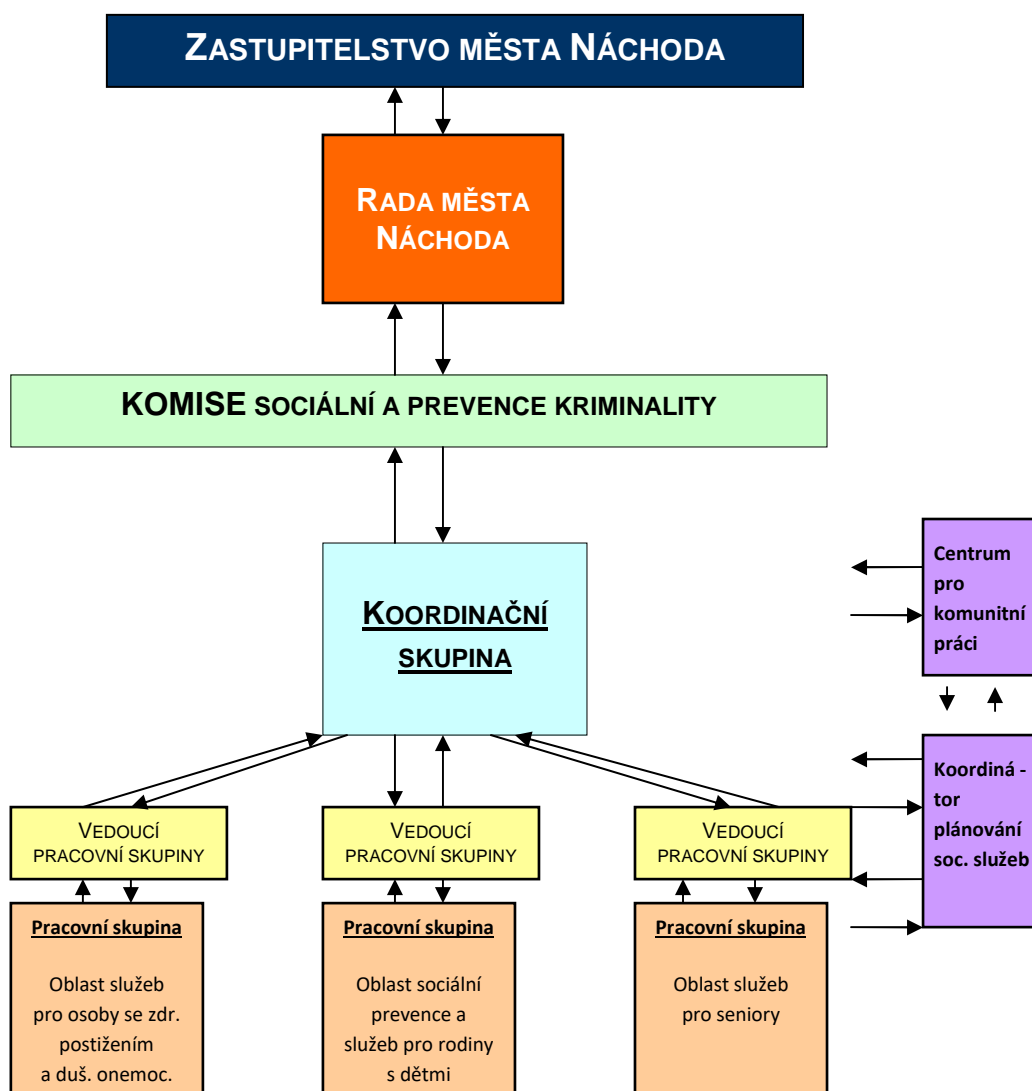 ZASTUPITELSTVO MĚSTA NÁCHODA
RADA MĚSTA
NÁCHODA
KOMISE SOCIÁLNÍ A PREVENCE KRIMINALITY
KOORDINAČNÍ
SKUPINA
Centrum
pro
komunitní
práci
Koordiná -
tor
plánování
soc. služeb
VEDOUCÍ
PRACOVNÍ SKUPINY
VEDOUCÍ
PRACOVNÍ SKUPINY
VEDOUCÍ
PRACOVNÍ SKUPINY
Pracovní skupina
Oblast služeb
pro osoby se zdr.
postižením
a duš. onemoc.
Pracovní skupina
Oblast sociální
prevence a
služeb pro rodiny
s dětmi
Pracovní skupina
Oblast služeb
pro seniory